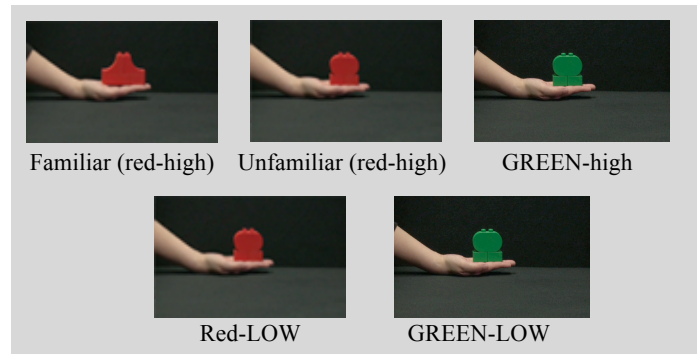 Familiar (red-high)
Unfamiliar (red-high)
GREEN-high
Red-LOW
GREEN-LOW